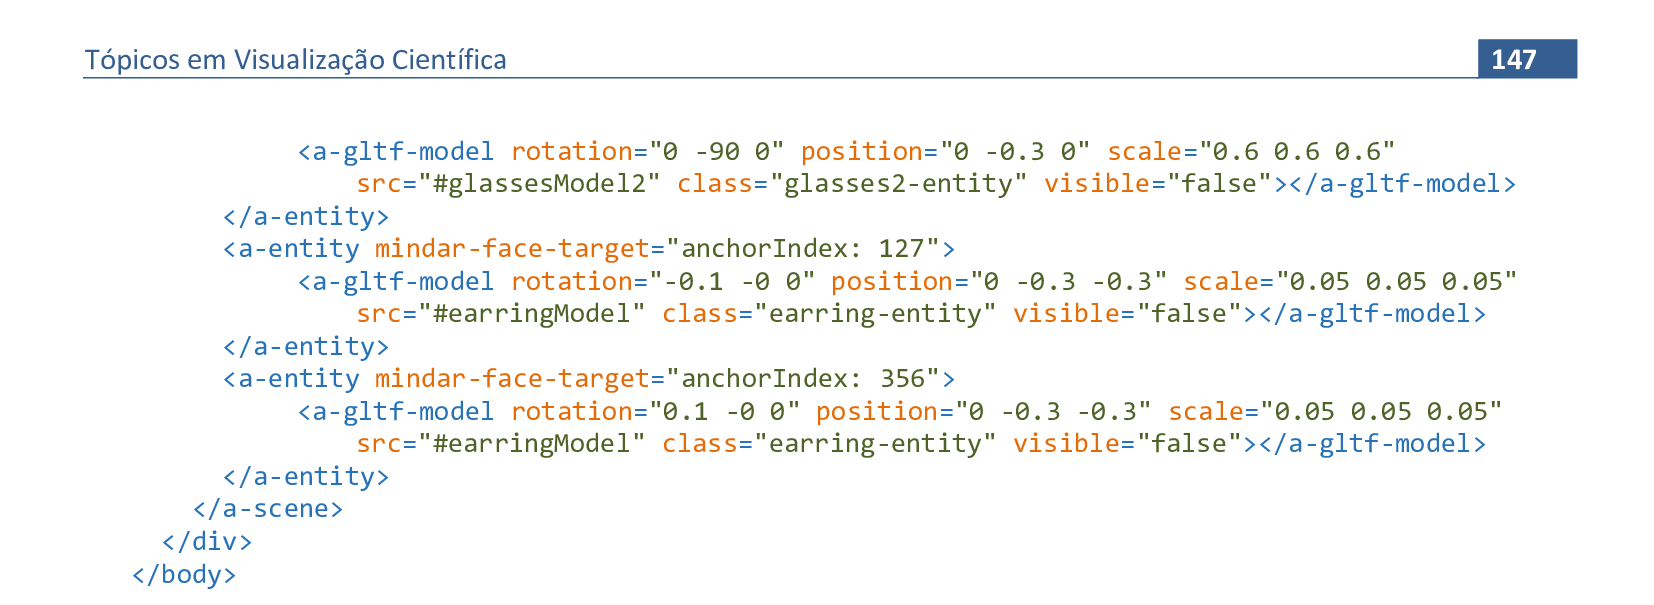 Tópicos em Visualização Científica 147
<a-gltf-model rotation="0 -90 0" position="0 -0.3 0" scale="0.6 0.6 0.6"
src="#glassesModel2" class="glasses2-entity" visible="false"></a-gltf-model>
</a-entity>
<a-entity mindar-face-target="anchorIndex: 127">
<a-gltf-model rotation="-0.1 -0 0" position="0 -0.3 -0.3" scale="0.05 0.05 0.05"
src="#earringModel" class="earring-entity" visible="false"></a-gltf-model>
</a-entity>
<a-entity mindar-face-target="anchorIndex: 356">
<a-gltf-model rotation="0.1 -0 0" position="0 -0.3 -0.3" scale="0.05 0.05 0.05"
src="#earringModel" class="earring-entity" visible="false"></a-gltf-model>
</a-entity>
</a-scene>
</div>
</body>